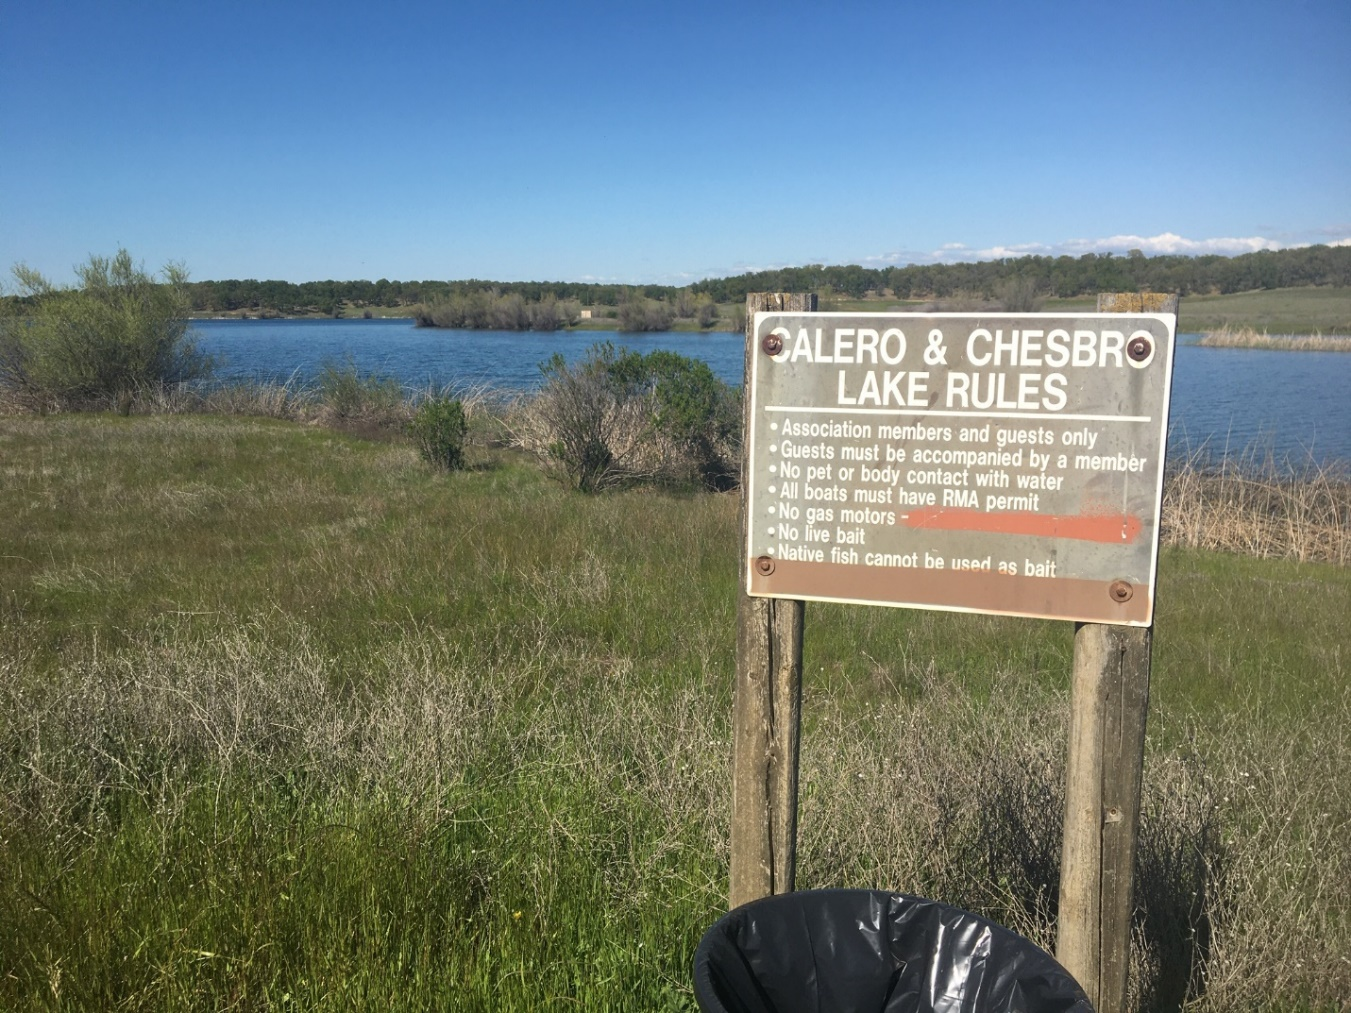 CALERO & CHESBRO
LAKE RULES
• Association members and guests only
• Guests must be accompanied by a member
• No pet or body contact with water
• All boats must have RMA permit
• No gas motors -
• No live bait
• Native fish cannot be used as bait